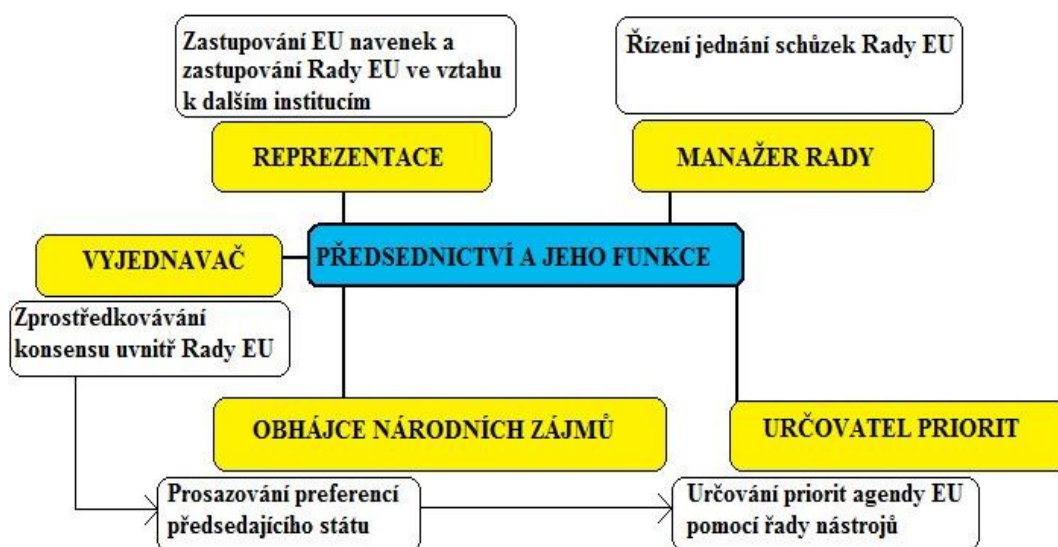 Zastupování EU navenek a
zastupování Rady EU ve vztahu
k dalším institucím
REPREZENTACE
Řízení jednání schůzek Rady EU
MANAŽER RADY
PŘEDSEDNICTVÍ A JEHO FUNKCE
VYJEDNAVAČ
Zprostředkovávání
konsensu uvnitř Rady EU
OBHÁJCE NÁRODNÍCH ZÁJMŮ
Prosazování preferencí
předsedajícího státu
URČOVATEL PRIORIT
Určování priorit agendy EU
pomocí řady nástrojů